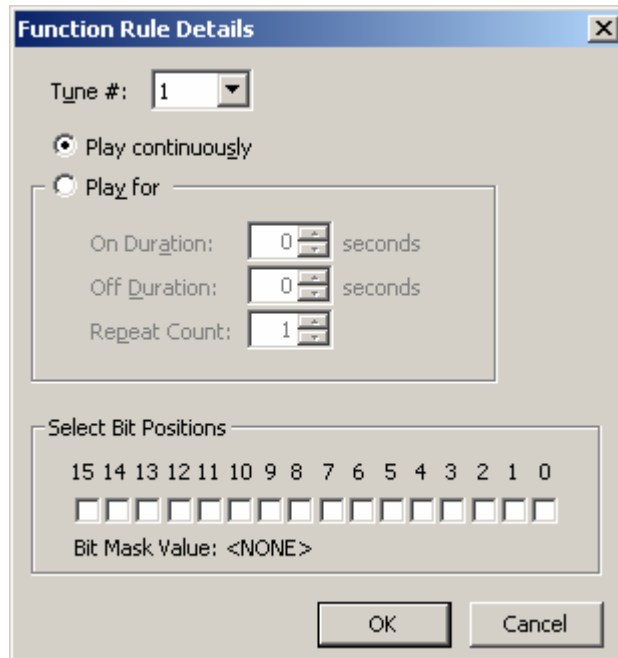 Function Rule Details
Tune #: 1
Play continuously
Play for
On Duration: 0 seconds
Off Duration: 0 seconds
Repeat Count: 1
Select Bit Positions
15 14 13 12 11 10 9 8 7 6 5 4 3 2 1 0
Bit Mask Value: <NONE>
OK Cancel